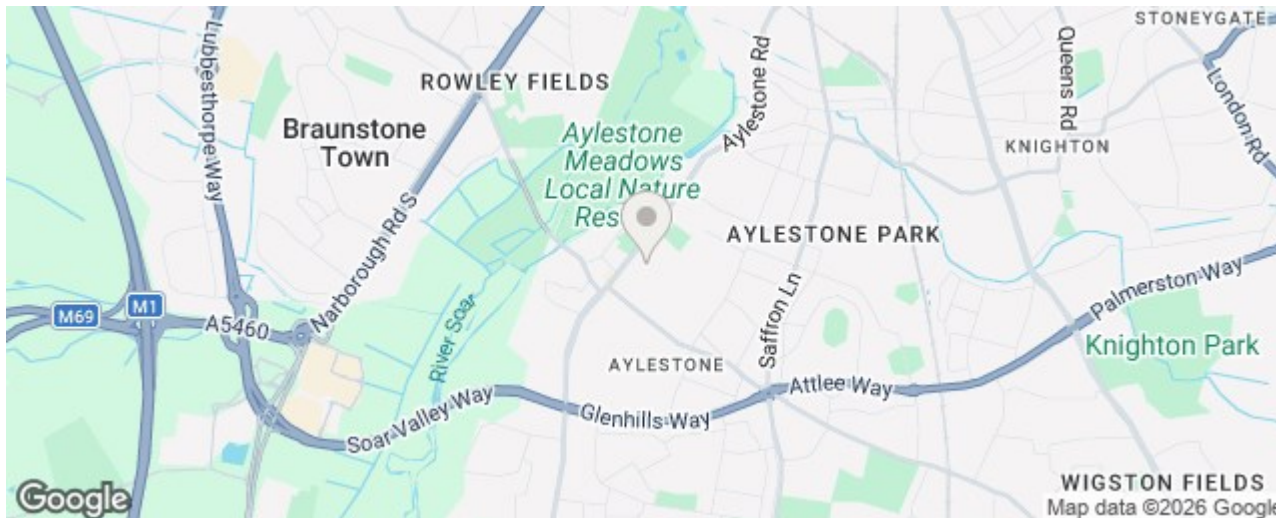 STONEYGATE
Lubbesthorpe Way
ROWLEY FIELDS
Aylestone Rd
Queens Rd
London Rd
Braunstone
Town
Aylestone
Meadows
Local Nature
Res
KNIGHTON
Narborough Rd S
AYLESTONE PARK
Palmerston Way
M69
M1
A5460
River Soar
Saffron Ln
Knighton Park
AYLESTONE
Attlee Way
Soar Valley Way
Glenhills Way
WIGSTON FIELDS
Google
Map data ©2026 Google